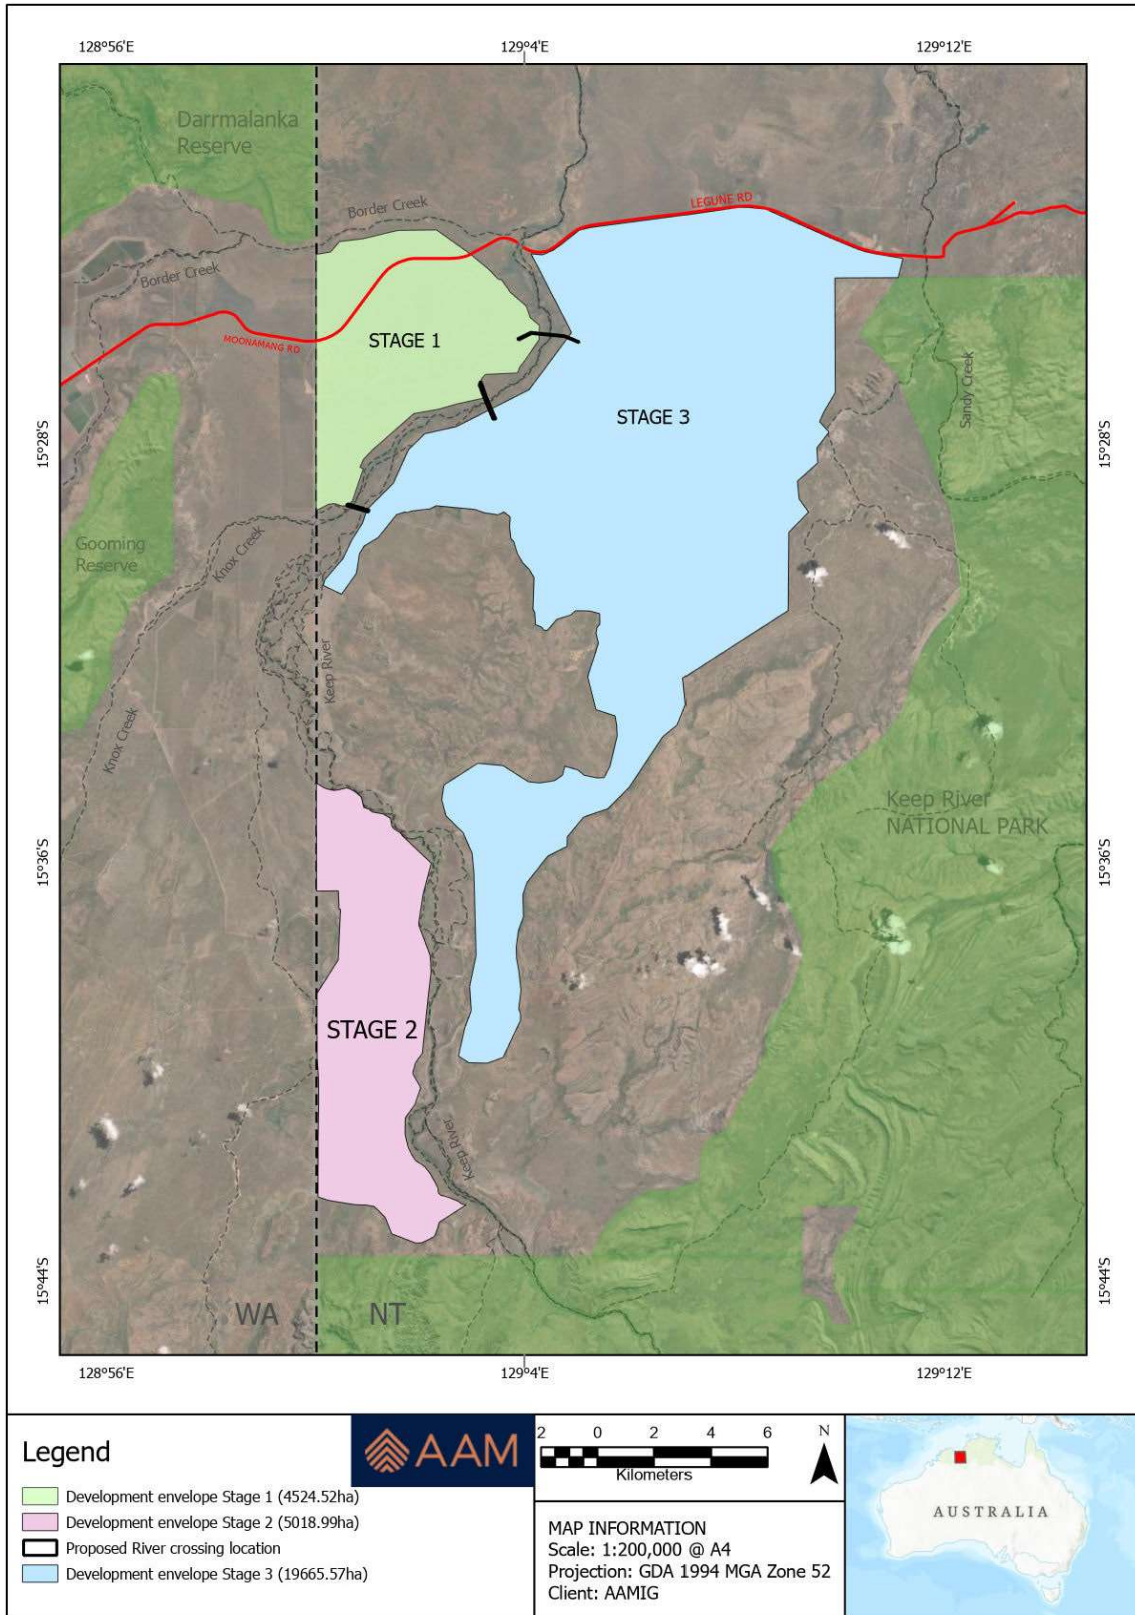 128°56'E
129°4'E
129°12'E
Darrmalanka
Reserve
Border Creek
LEGUNE RD
Border Creek
MOONAMANG RD
STAGE 1
STAGE 3
Sandy Creek
15°28'S
15°28'S
Gooming
Reserve
Knox Creek
Keep River
Knox Creek
Keep River
NATIONAL PARK
15°36'S
15°36'S
STAGE 2
Keep River
15°44'S
15°44'S
WA
NT
128°56'E
129°4'E
129°12'E
Legend
AAM
Development envelope Stage 1 (4524.52ha)
Development envelope Stage 2 (5018.99ha)
Proposed River crossing location
Development envelope Stage 3 (19665.57ha)
2 0 2 4 6
Kilometers
N
MAP INFORMATION
Scale: 1:200,000 @ A4
Projection: GDA 1994 MGA Zone 52
Client: AAMIG
AUSTRALIA